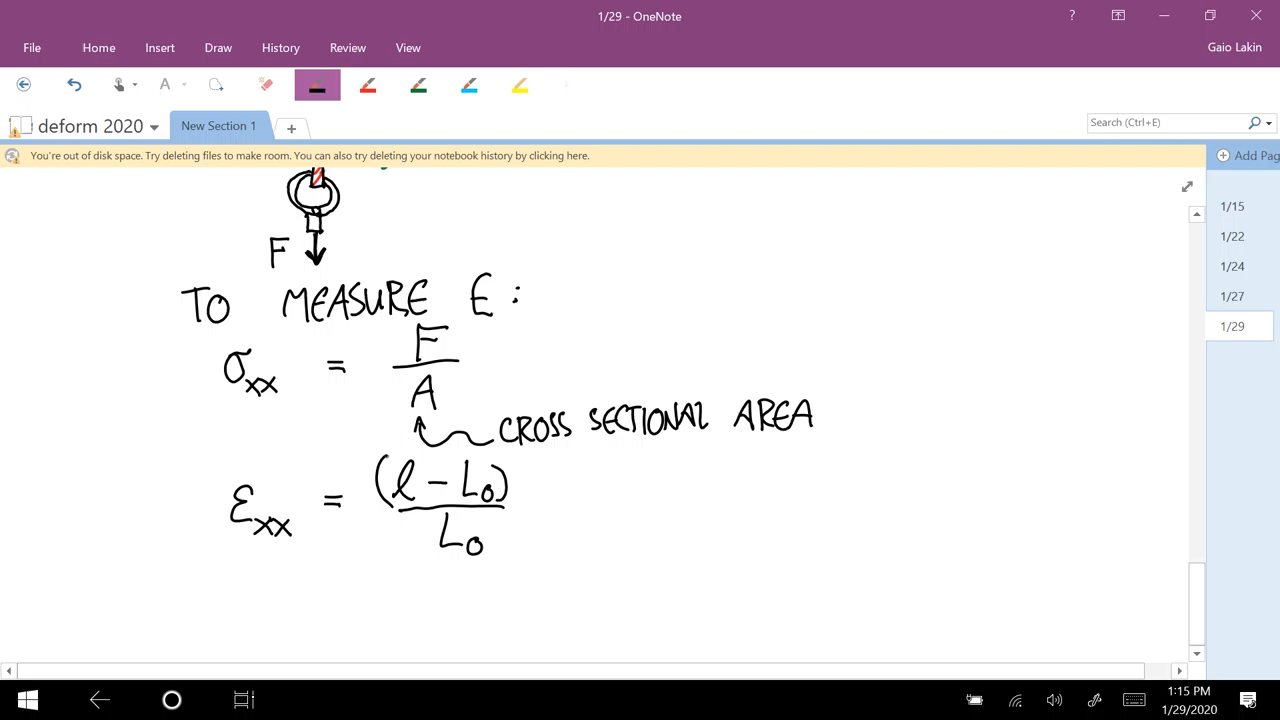 1/29 - OneNote
?
File Home Insert Draw History Review View
Gaio Lakin
A
deform 2020
New Section 1
+
Search (Ctrl+E)
You're out of disk space. Try deleting files to make room. You can also try deleting your notebook history by clicking here.
Add Pag
1/15
1/22
1/24
1/27
1/29
F
TO MEASURE E :
σxx = F/A
CROSS SECTIONAL AREA
εxx = (l - L0)/L0
1:15 PM
1/29/2020